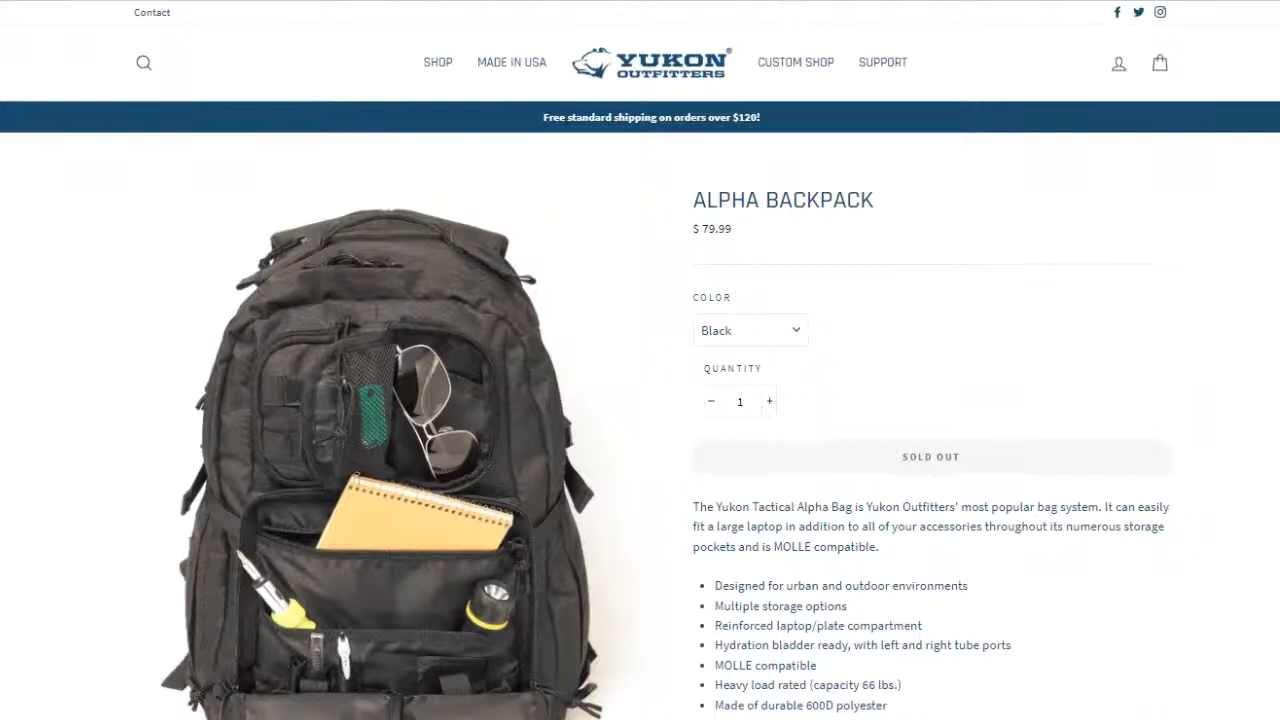 Contact
SHOP
MADE IN USA
YUKON®
OUTFITTERS
CUSTOM SHOP
SUPPORT
Free standard shipping on orders over $120!
ALPHA BACKPACK
$ 79.99
COLOR
Black
QUANTITY
− 1 +
SOLD OUT
The Yukon Tactical Alpha Bag is Yukon Outfitters' most popular bag system. It can easily
fit a large laptop in addition to all of your accessories throughout its numerous storage
pockets and is MOLLE compatible.
• Designed for urban and outdoor environments
• Multiple storage options
• Reinforced laptop/plate compartment
• Hydration bladder ready, with left and right tube ports
• MOLLE compatible
• Heavy load rated (capacity 66 lbs.)
• Made of durable 600D polyester